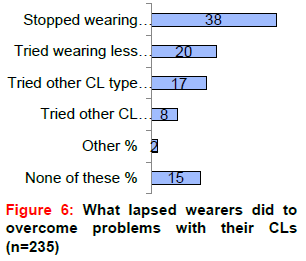 Stopped wearing… 38
Tried wearing less… 20
Tried other CL type… 17
Tried other CL… 8
Other % 2
None of these % 15
Figure 6: What lapsed wearers did to
overcome problems with their CLs
(n=235)